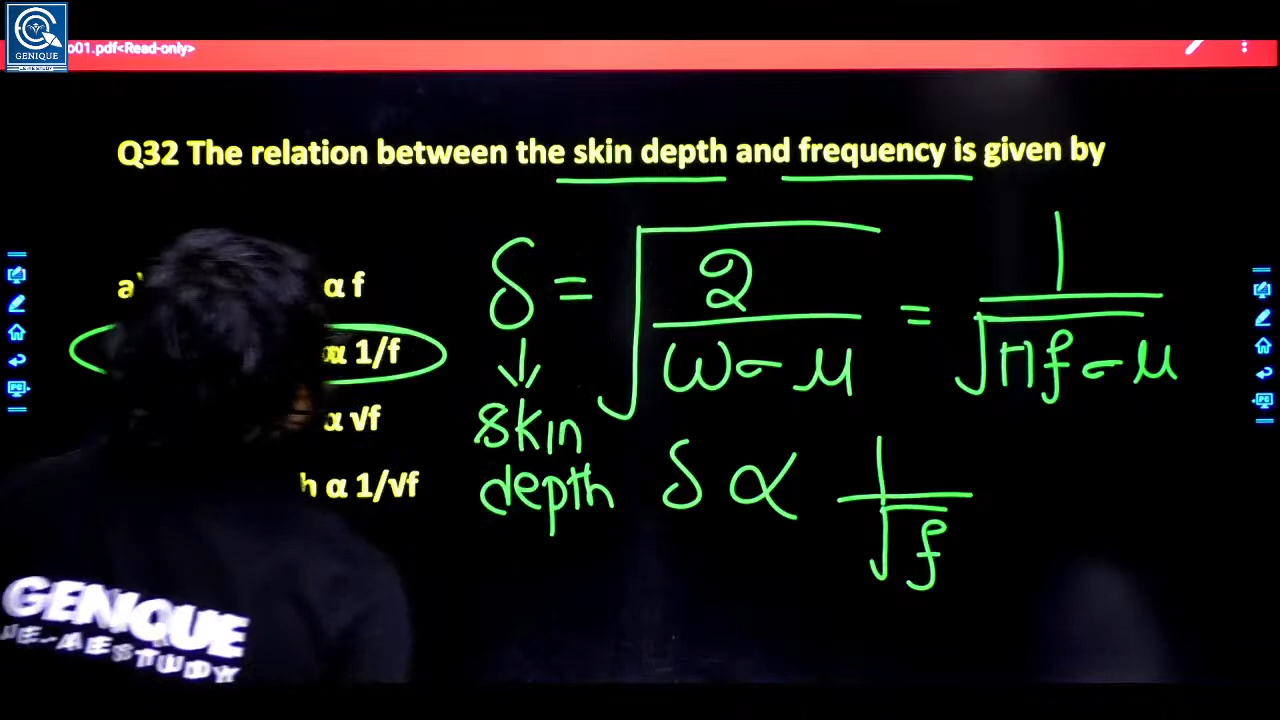 GENIQUE
o01.pdf<Read-only>
Q32 The relation between the skin depth and frequency is given by
a α f
α 1/f
α √f
h α 1/√f
δ = √(2/ωσμ) = 1/√(πfσμ)
skin
depth
δ ∝ 1/√f
GENIQUE